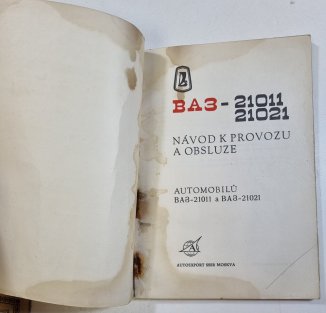 ВАЗ - 21011
21021
NÁVOD K PROVOZU
A OBSLUZE
AUTOMOBILŮ
ВАЗ-21011 a ВАЗ-21021
AUTOEXPORT SSSR MOSKVA